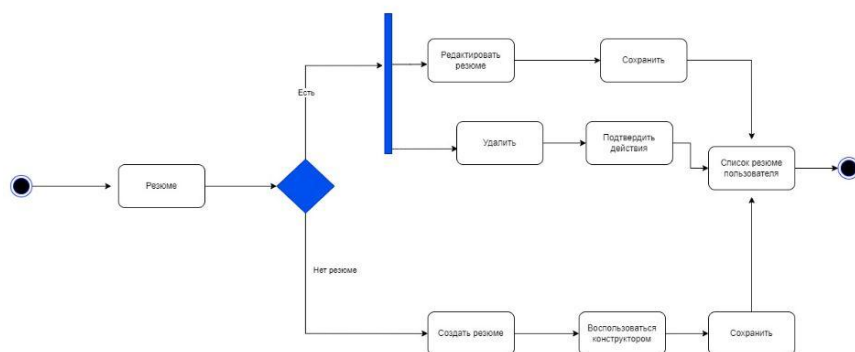 Редактировать
резюме
Сохранить
Есть
Удалить
Подтвердить
действия
Список резюме
пользователя
Резюме
Нет резюме
Создать резюме
Воспользоваться
конструктором
Сохранить